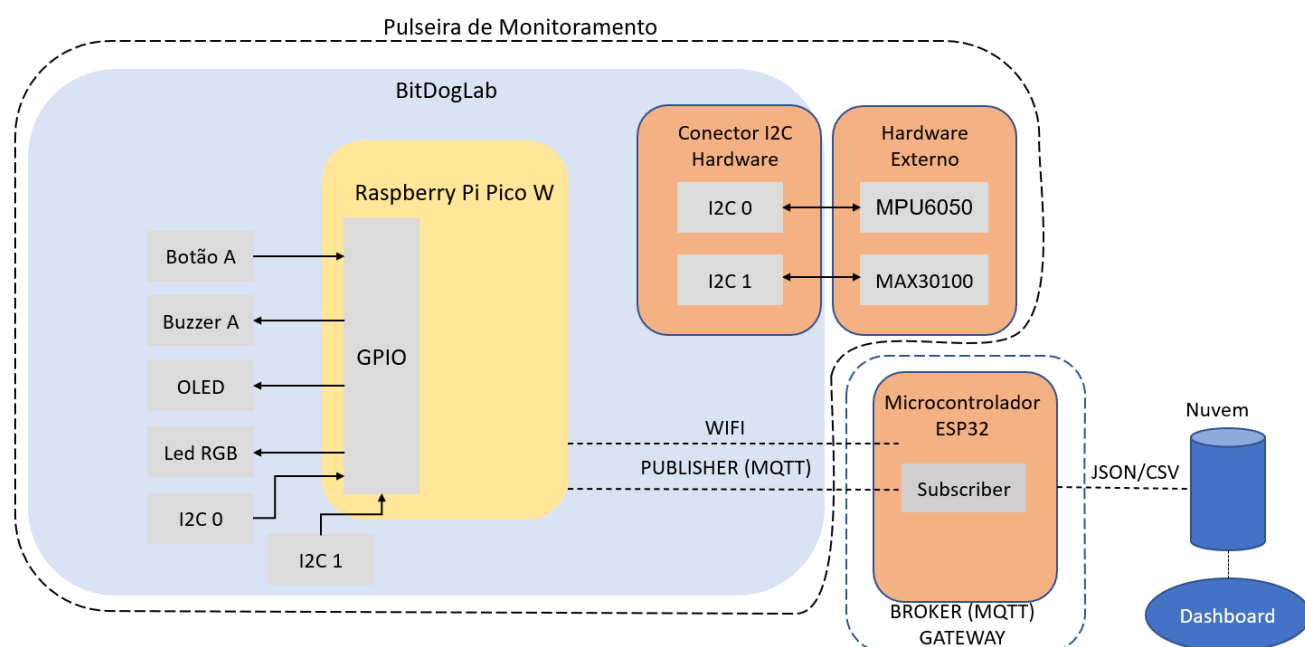 Pulseira de Monitoramento
BitDogLab
Raspberry Pi Pico W
Botão A
Buzzer A
OLED
Led RGB
I2C 0
I2C 1
GPIO
Conector I2C
Hardware
I2C 0
I2C 1
Hardware
Externo
MPU6050
MAX30100
WIFI
PUBLISHER (MQTT)
Microcontrolador
ESP32
Subscriber
BROKER (MQTT)
GATEWAY
JSON/CSV
Nuvem
Dashboard